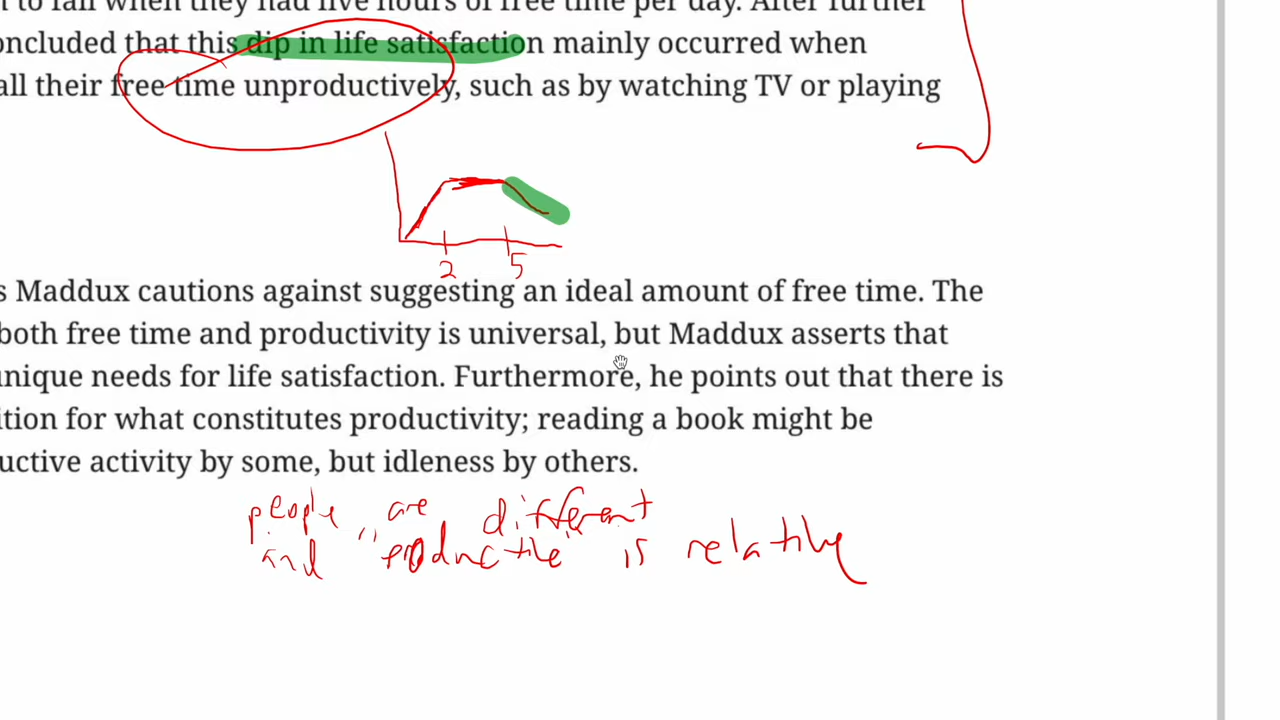 to fall when they had five hours of free time per day. After further
oncluded that this dip in life satisfaction mainly occurred when
all their free time unproductively, such as by watching TV or playing
2 5
s Maddux cautions against suggesting an ideal amount of free time. The
both free time and productivity is universal, but Maddux asserts that
unique needs for life satisfaction. Furthermore, he points out that there is
ition for what constitutes productivity; reading a book might be
uctive activity by some, but idleness by others.
people are different
and "productive" is relative